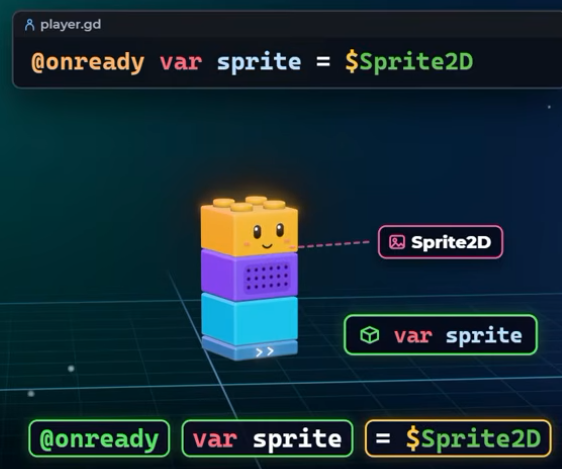 player.gd
@onready var sprite = $Sprite2D
Sprite2D
var sprite
@onready var sprite = $Sprite2D